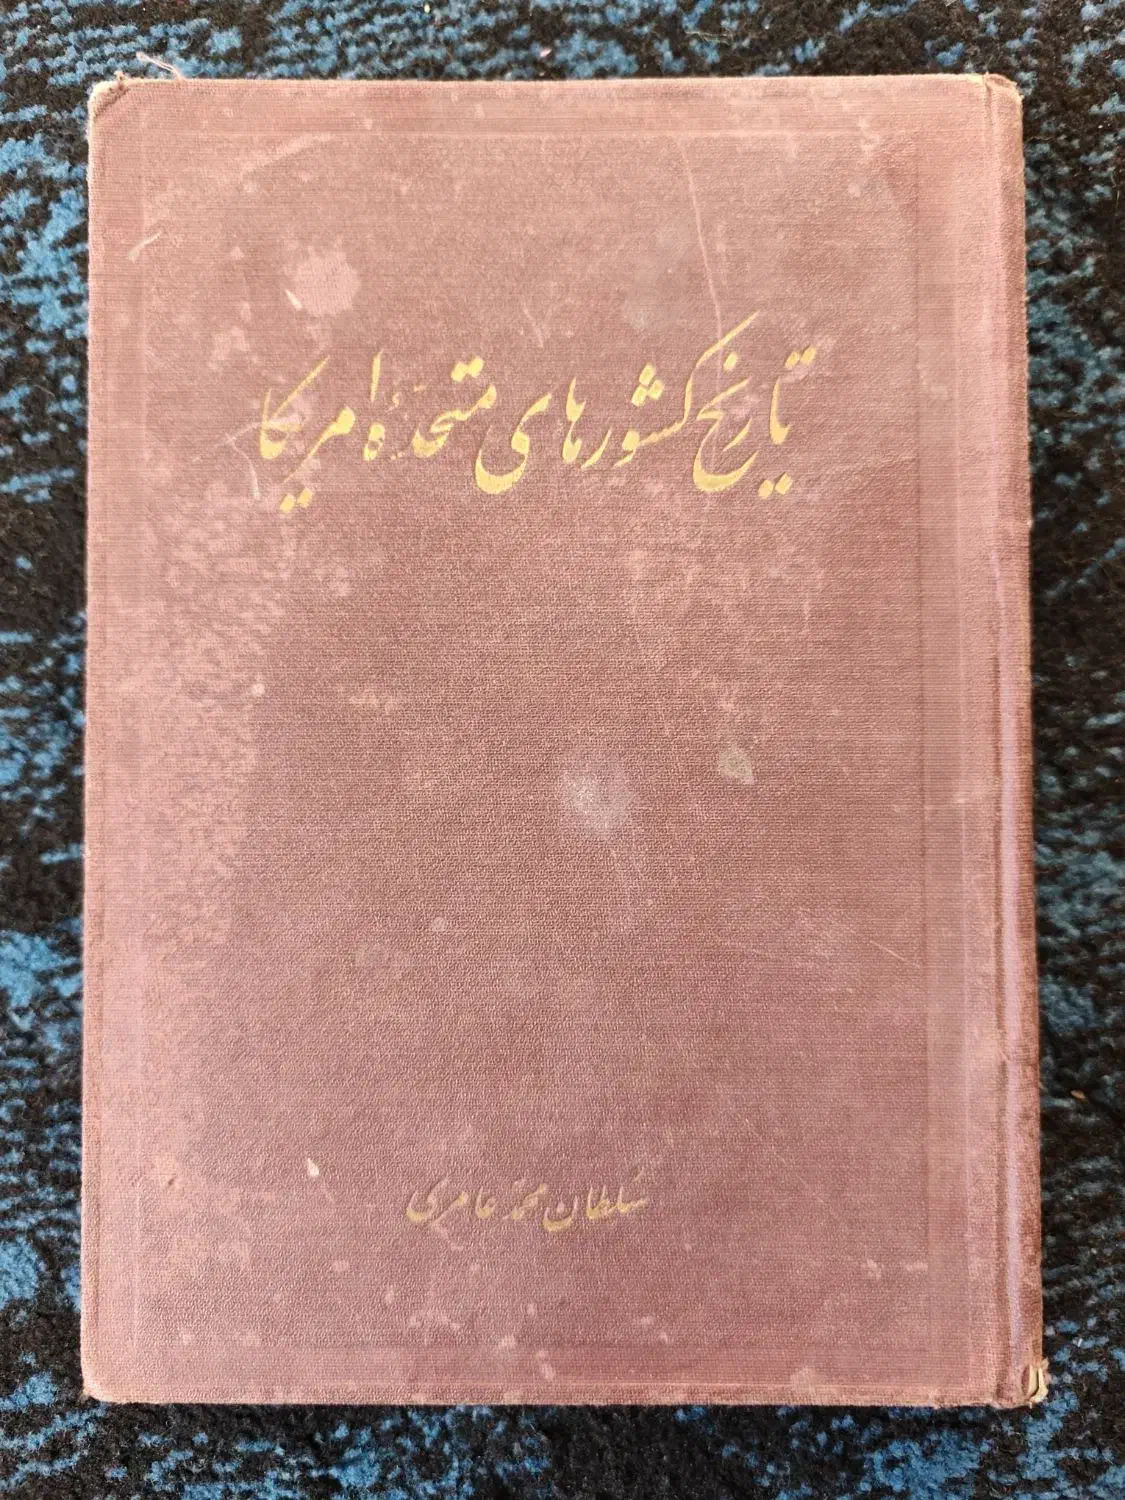 تاریخ کشورهای متحدهٔ امریکا
سلطان محمد عامری